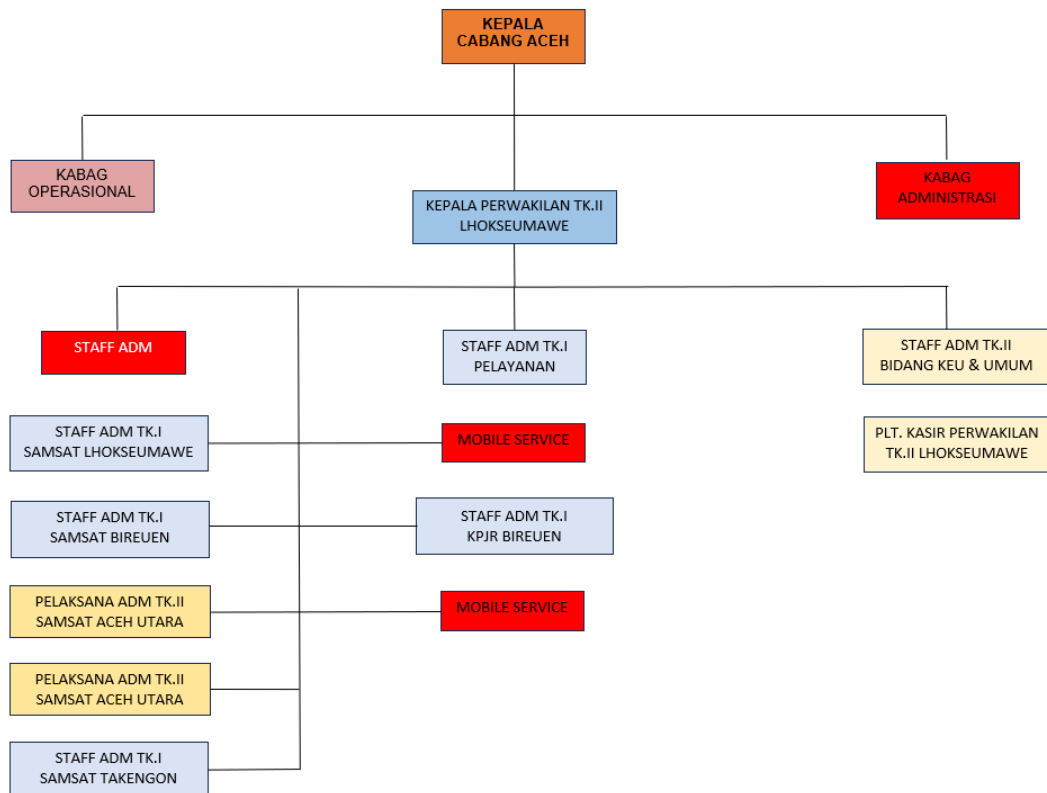 KEPALA
CABANG ACEH
KABAG
OPERASIONAL
KEPALA PERWAKILAN TK.II
LHOKSEUMAWE
KABAG
ADMINISTRASI
STAFF ADM
STAFF ADM TK.I
PELAYANAN
STAFF ADM TK.II
BIDANG KEU & UMUM
STAFF ADM TK.I
SAMSAT LHOKSEUMAWE
MOBILE SERVICE
PLT. KASIR PERWAKILAN
TK.II LHOKSEUMAWE
STAFF ADM TK.I
SAMSAT BIREUEN
STAFF ADM TK.I
KPJR BIREUEN
PELAKSANA ADM TK.II
SAMSAT ACEH UTARA
MOBILE SERVICE
PELAKSANA ADM TK.II
SAMSAT ACEH UTARA
STAFF ADM TK.I
SAMSAT TAKENGON